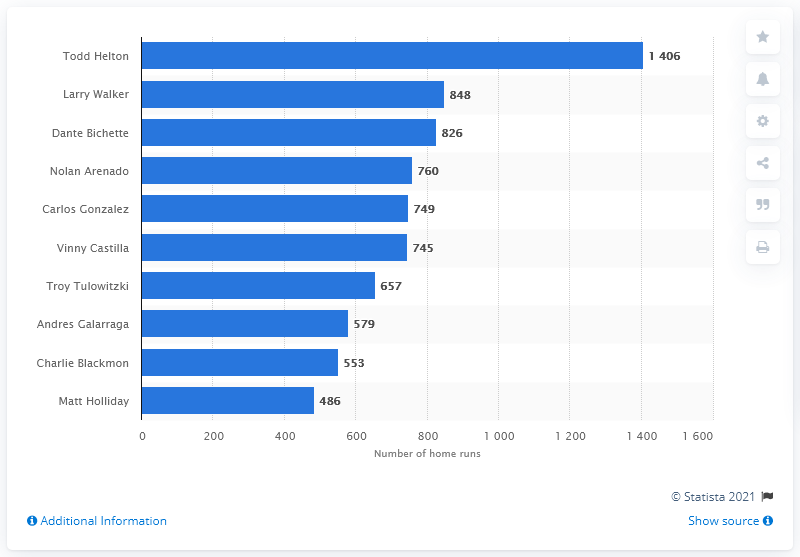 Todd Helton 1 406
Larry Walker 848
Dante Bichette 826
Nolan Arenado 760
Carlos Gonzalez 749
Vinny Castilla 745
Troy Tulowitzki 657
Andres Galarraga 579
Charlie Blackmon 553
Matt Holliday 486
0 200 400 600 800 1 000 1 200 1 400 1 600
Number of home runs
© Statista 2021
Additional Information Show source